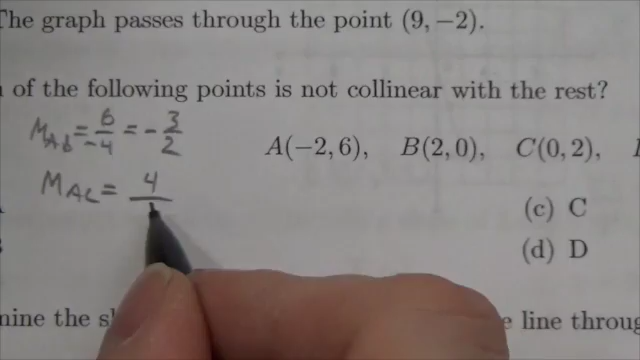 The graph passes through the point (9, −2).
of the following points is not collinear with the rest?
M_AB = 6/-4 = - 3/2
A(−2, 6), B(2, 0), C(0, 2),
M_AC = 4/
(c) C
(d) D
mine the line throug